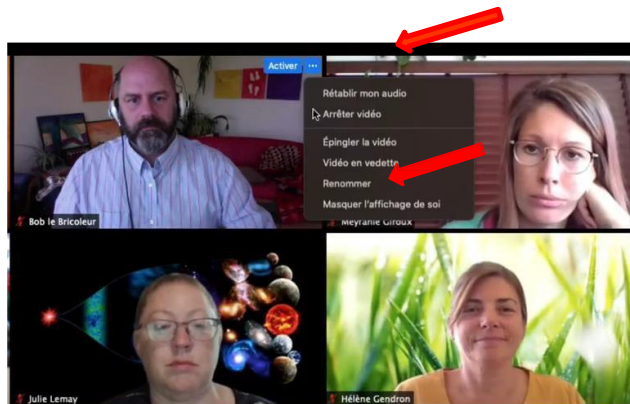 Activer ...
Rétablir mon audio
Arrêter vidéo
Épingler la vidéo
Vidéo en vedette
Renommer
Masquer l'affichage de soi
Bob le Bricoleur
Meyranie Giroux
Julie Lemay
Hélène Gendron